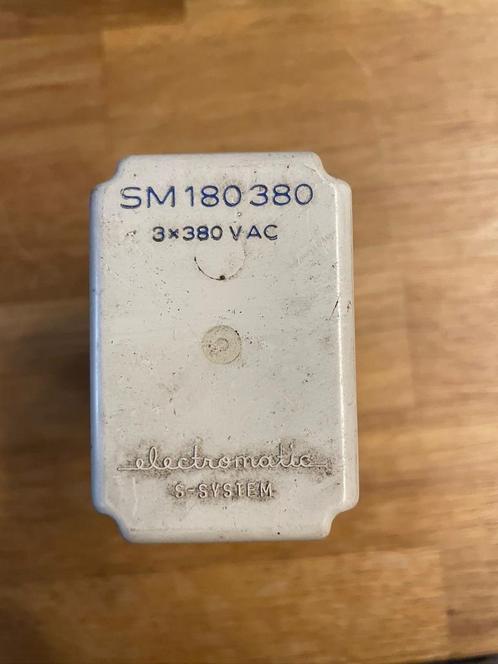 SM 180 380
3×380 VAC
electromatic
S-SYSTEM